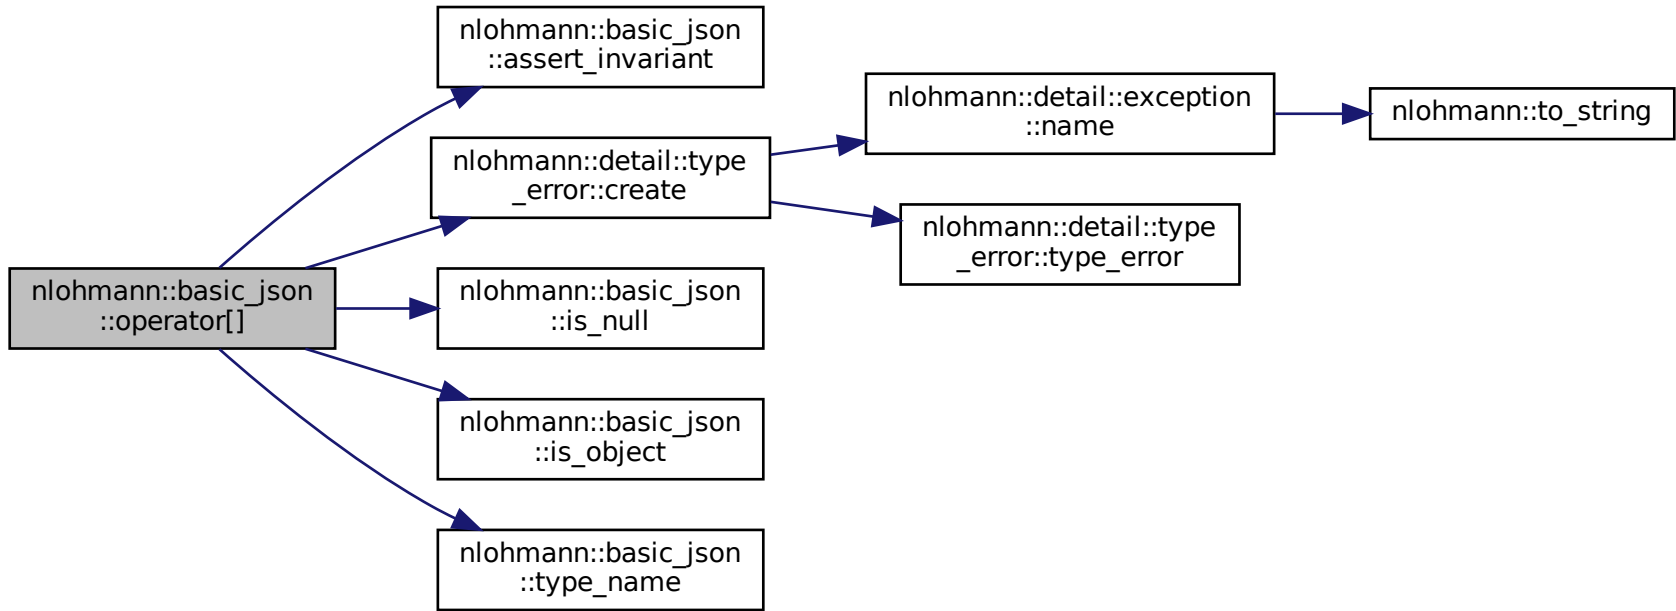 nlohmann::basic_json
::operator[]
nlohmann::basic_json
::assert_invariant
nlohmann::detail::type
_error::create
nlohmann::basic_json
::is_null
nlohmann::basic_json
::is_object
nlohmann::basic_json
::type_name
nlohmann::detail::exception
::name
nlohmann::detail::type
_error::type_error
nlohmann::to_string